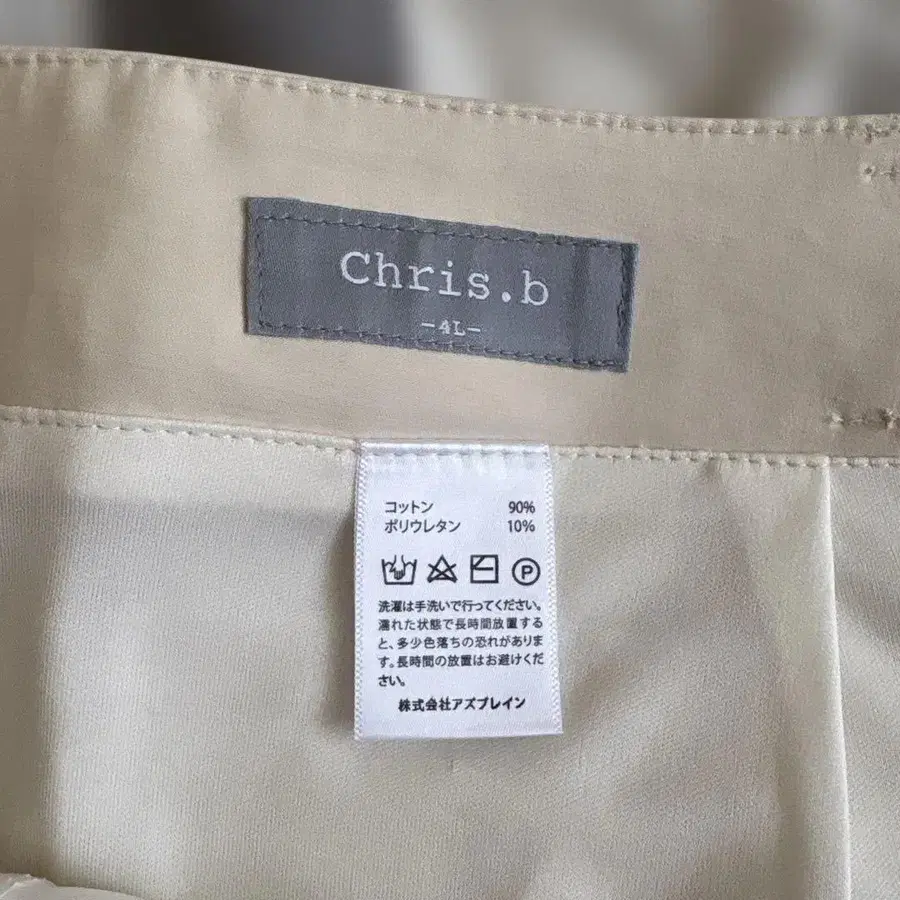 Chris.b
-4L-
コットン 90%
ポリウレタン 10%
P
洗濯は手洗いで行ってください。
濡れた状態で長時間放置する
と、多少色落ちの恐れがありま
す。長時間の放置はお避けくだ
さい。
株式会社アズブレイン